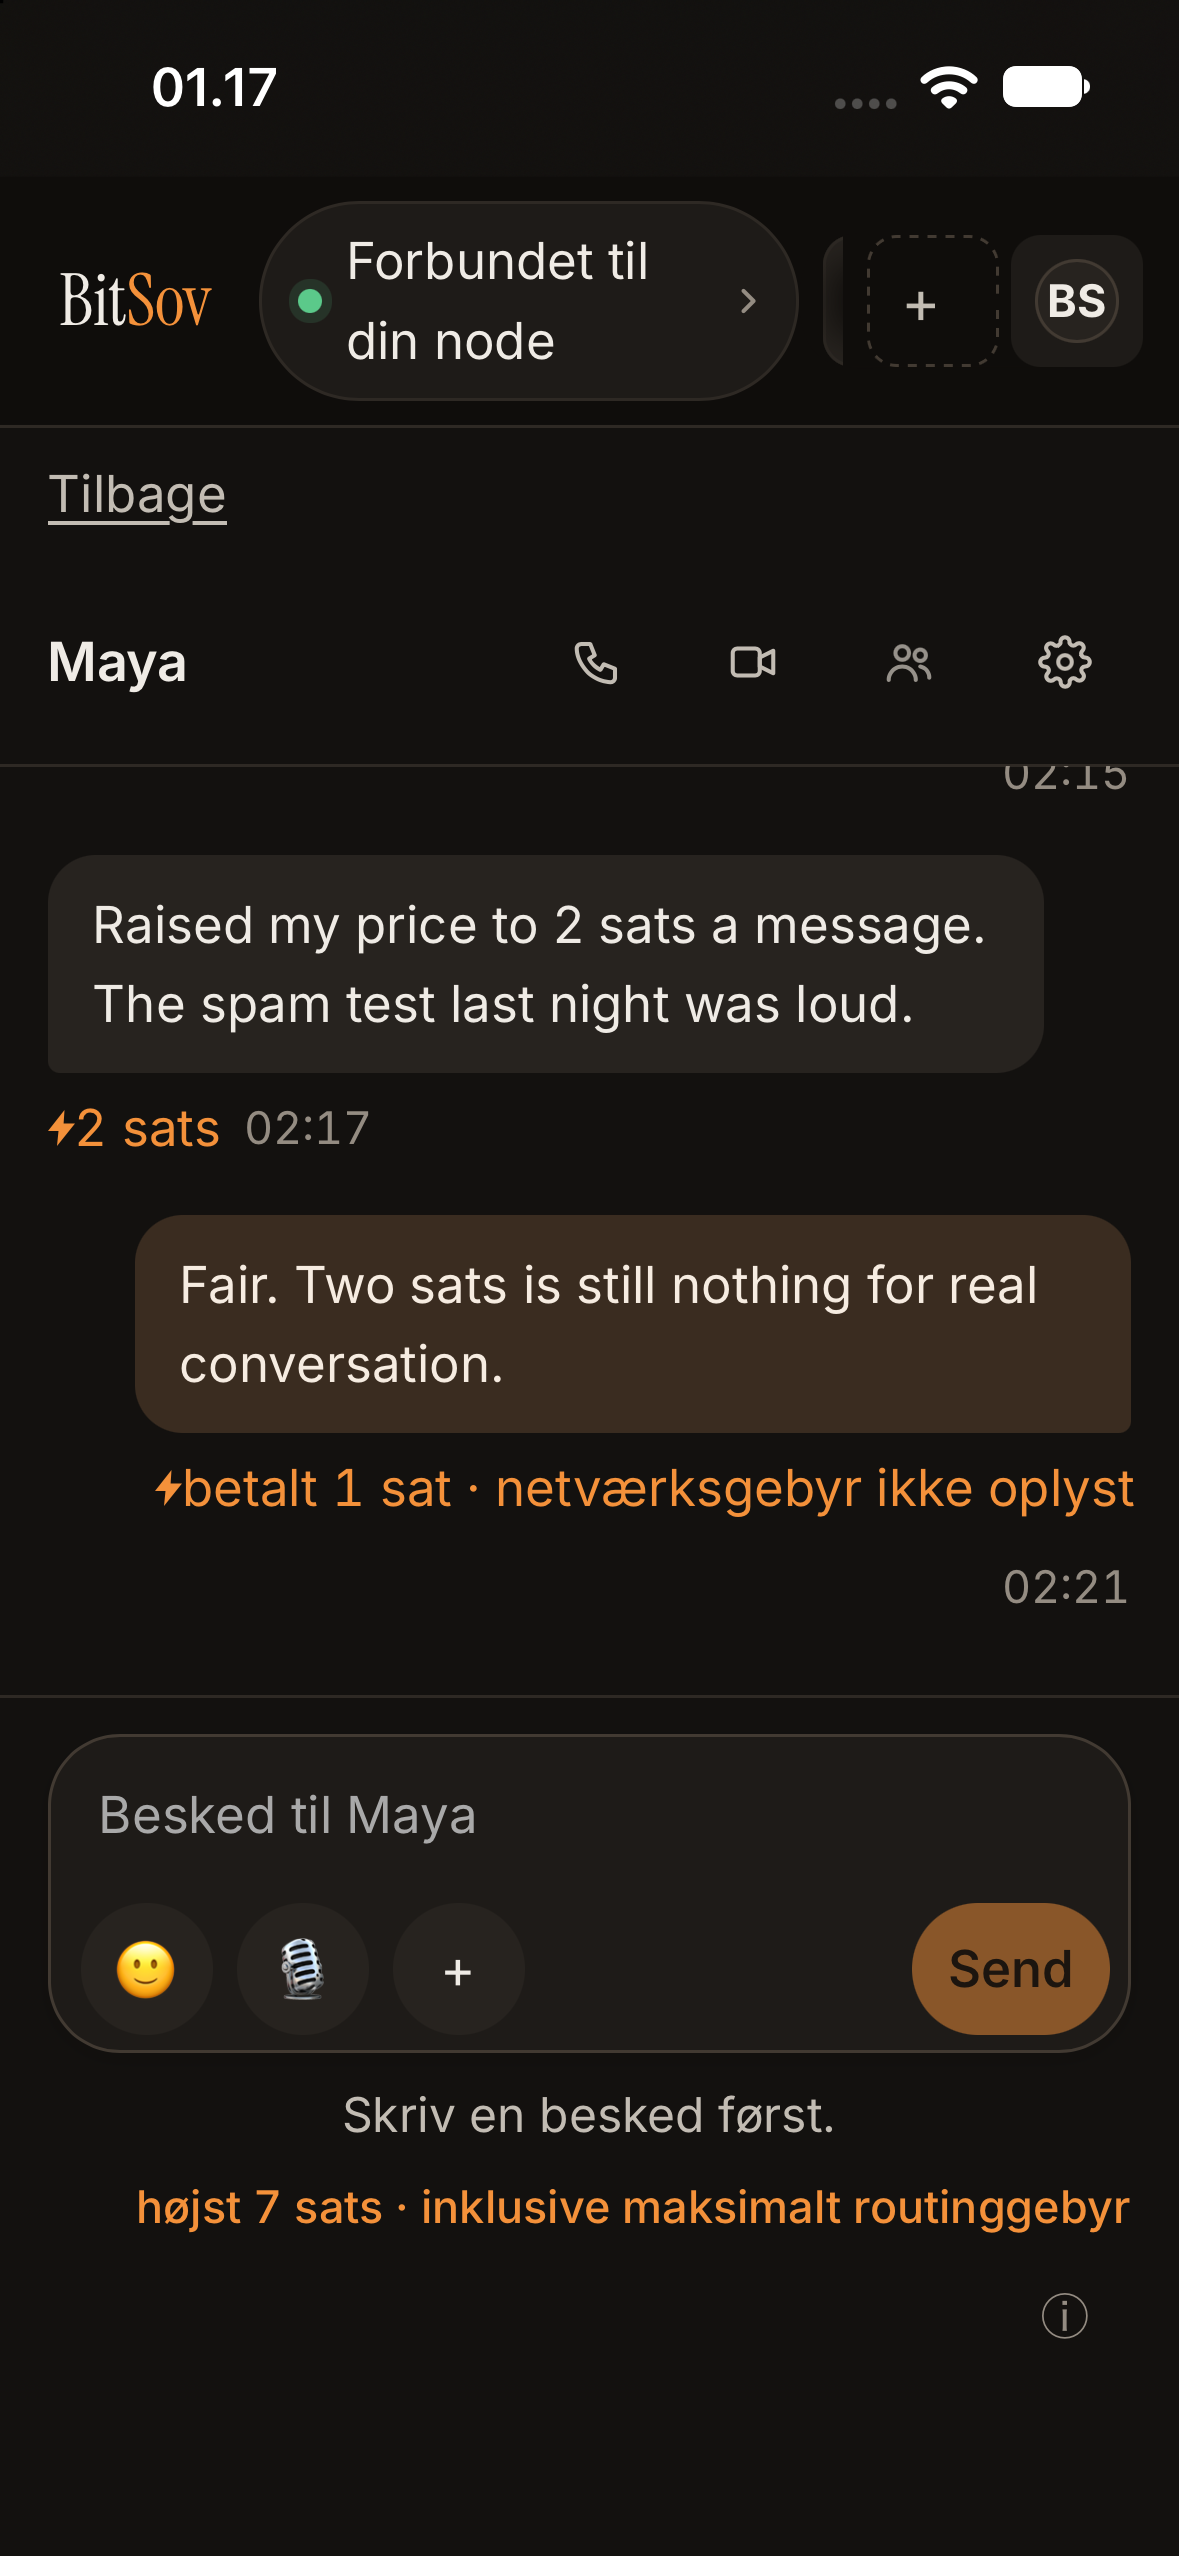 01.17
BitSov
Forbundet til
din node
+
BS
Tilbage
Maya
02:15
Raised my price to 2 sats a message.
The spam test last night was loud.
2 sats 02:17
Fair. Two sats is still nothing for real
conversation.
betalt 1 sat · netværksgebyr ikke oplyst
02:21
Besked til Maya
+
Send
Skriv en besked først.
højst 7 sats · inklusive maksimalt routinggebyr
i